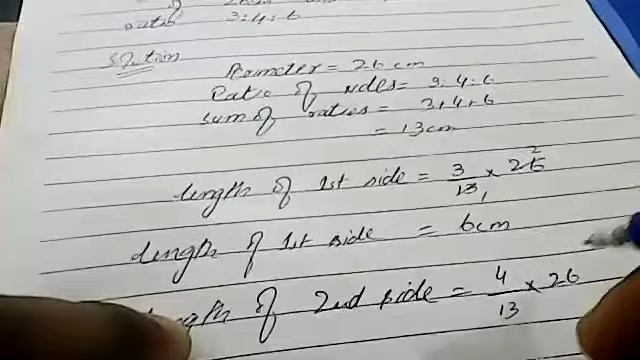 ratio 3:4:6
Solution
Perimeter = 26 cm
Ratio of sides = 3:4:6
sum of ratios = 3+4+6
= 13cm
length of 1st side = 3/13 × 26 2
1
length of 1st side = 6cm
length of 2nd side = 4/13 × 26